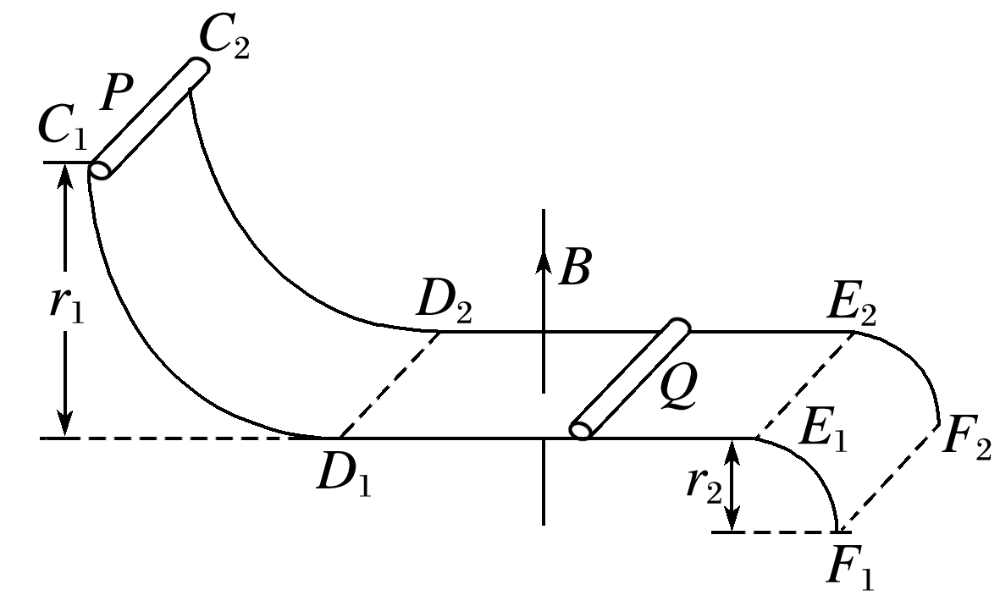 C₂
P
C₁
B
r₁
D₂
E₂
Q
E₁
F₂
D₁
r₂
F₁